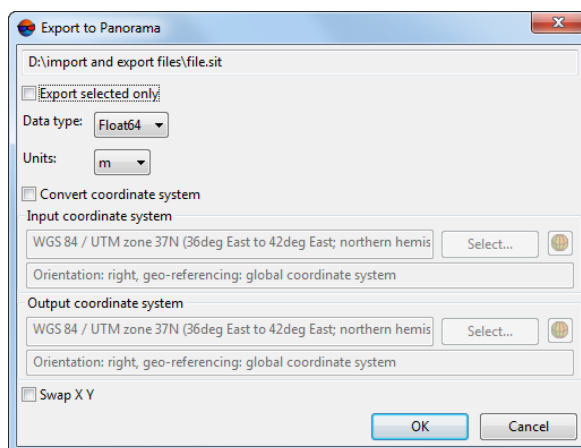 Export to Panorama
D:\import and export files\file.sit
Export selected only
Data type: Float64
Units: m
Convert coordinate system
Input coordinate system
WGS 84 / UTM zone 37N (36deg East to 42deg East; northern hemis Select...
Orientation: right, geo-referencing: global coordinate system
Output coordinate system
WGS 84 / UTM zone 37N (36deg East to 42deg East; northern hemis Select...
Orientation: right, geo-referencing: global coordinate system
Swap X Y
OK Cancel